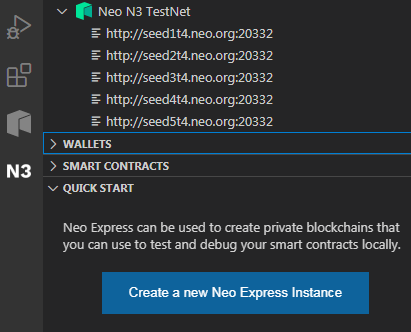 Neo N3 TestNet
http://seed1t4.neo.org:20332
http://seed2t4.neo.org:20332
http://seed3t4.neo.org:20332
http://seed4t4.neo.org:20332
http://seed5t4.neo.org:20332
WALLETS
SMART CONTRACTS
N3
QUICK START
Neo Express can be used to create private blockchains that
you can use to test and debug your smart contracts locally.
Create a new Neo Express Instance